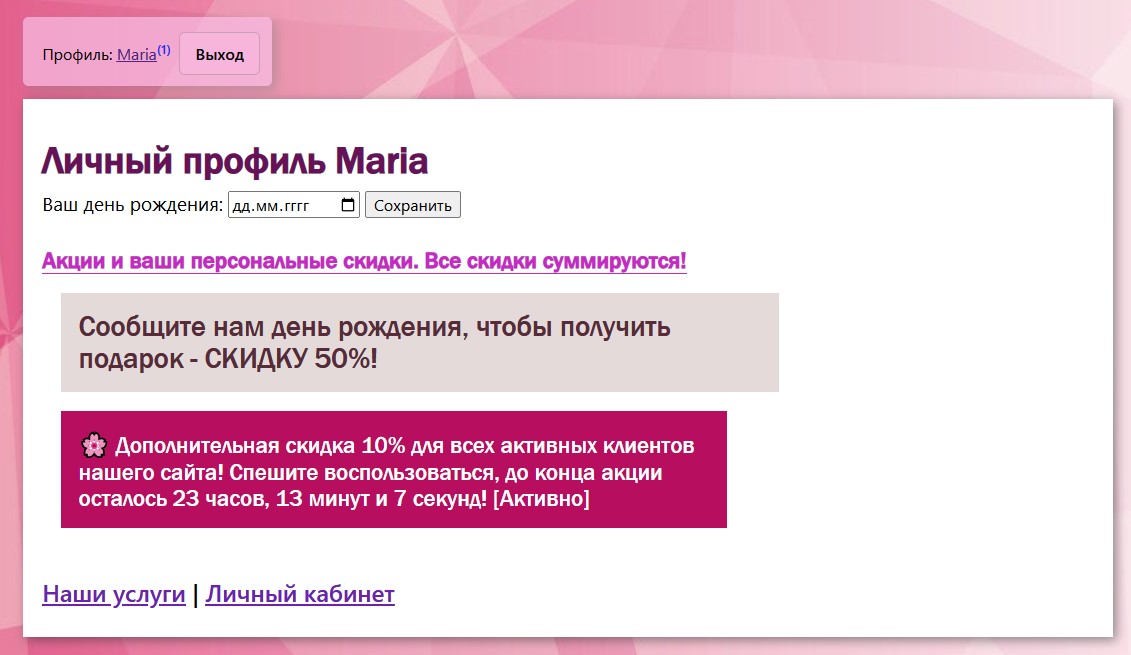 Профиль: Maria(1) Выход
Личный профиль Maria
Ваш день рождения: дд.мм.гггг Сохранить
Акции и ваши персональные скидки. Все скидки суммируются!
Сообщите нам день рождения, чтобы получить
подарок - СКИДКУ 50%!
🌸 Дополнительная скидка 10% для всех активных клиентов
нашего сайта! Спешите воспользоваться, до конца акции
осталось 23 часов, 13 минут и 7 секунд! [Активно]
Наши услуги | Личный кабинет